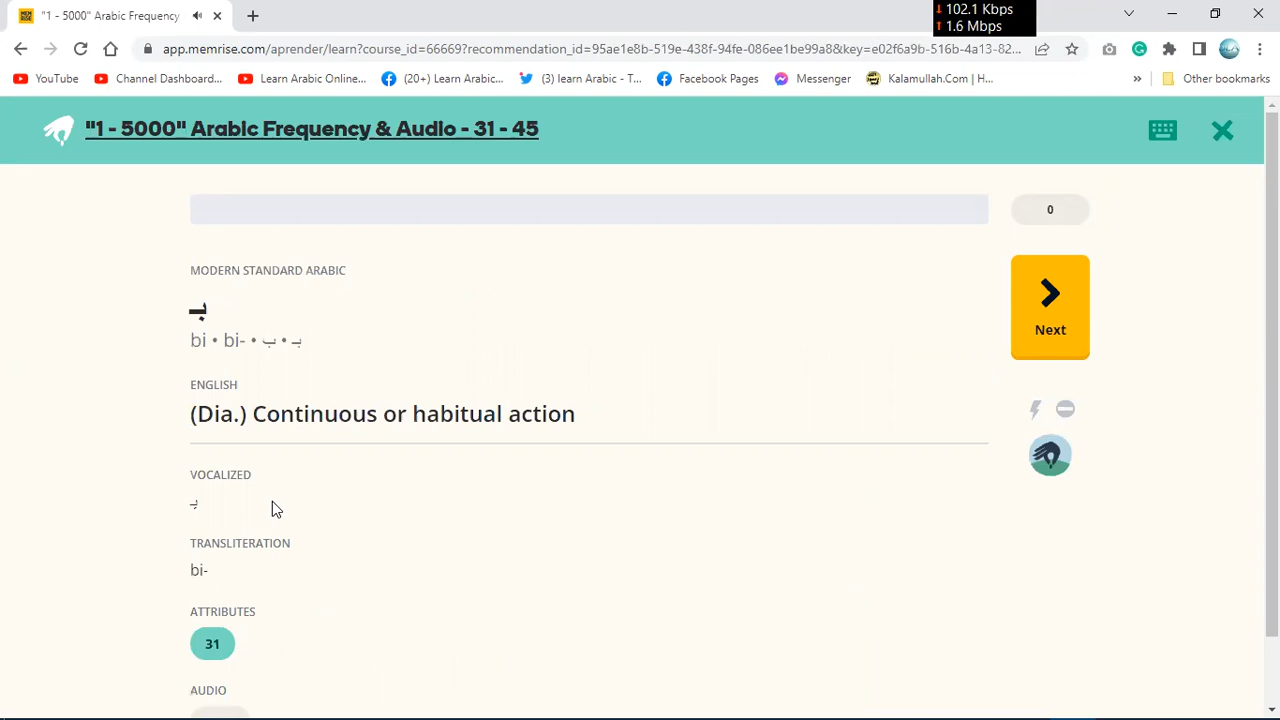 "1 - 5000" Arabic Frequency
102.1 Kbps
1.6 Mbps
app.memrise.com/aprender/learn?course_id=68669?recommendation_id=95ae1e8b-519e-438f-94fe-086ee1be99a8&key=e02f6a9b-516b-4a13-82...
YouTube
Channel Dashboard...
Learn Arabic Online...
(20+) Learn Arabic...
(3) learn Arabic - T...
Facebook Pages
Messenger
Kalamullah.Com | H...
»
Other bookmarks
"1 - 5000" Arabic Frequency & Audio - 31 - 45
0
MODERN STANDARD ARABIC
بـ
bi • bi- • ب • بـ
Next
ENGLISH
(Dia.) Continuous or habitual action
VOCALIZED
بـ
TRANSLITERATION
bi-
ATTRIBUTES
31
AUDIO